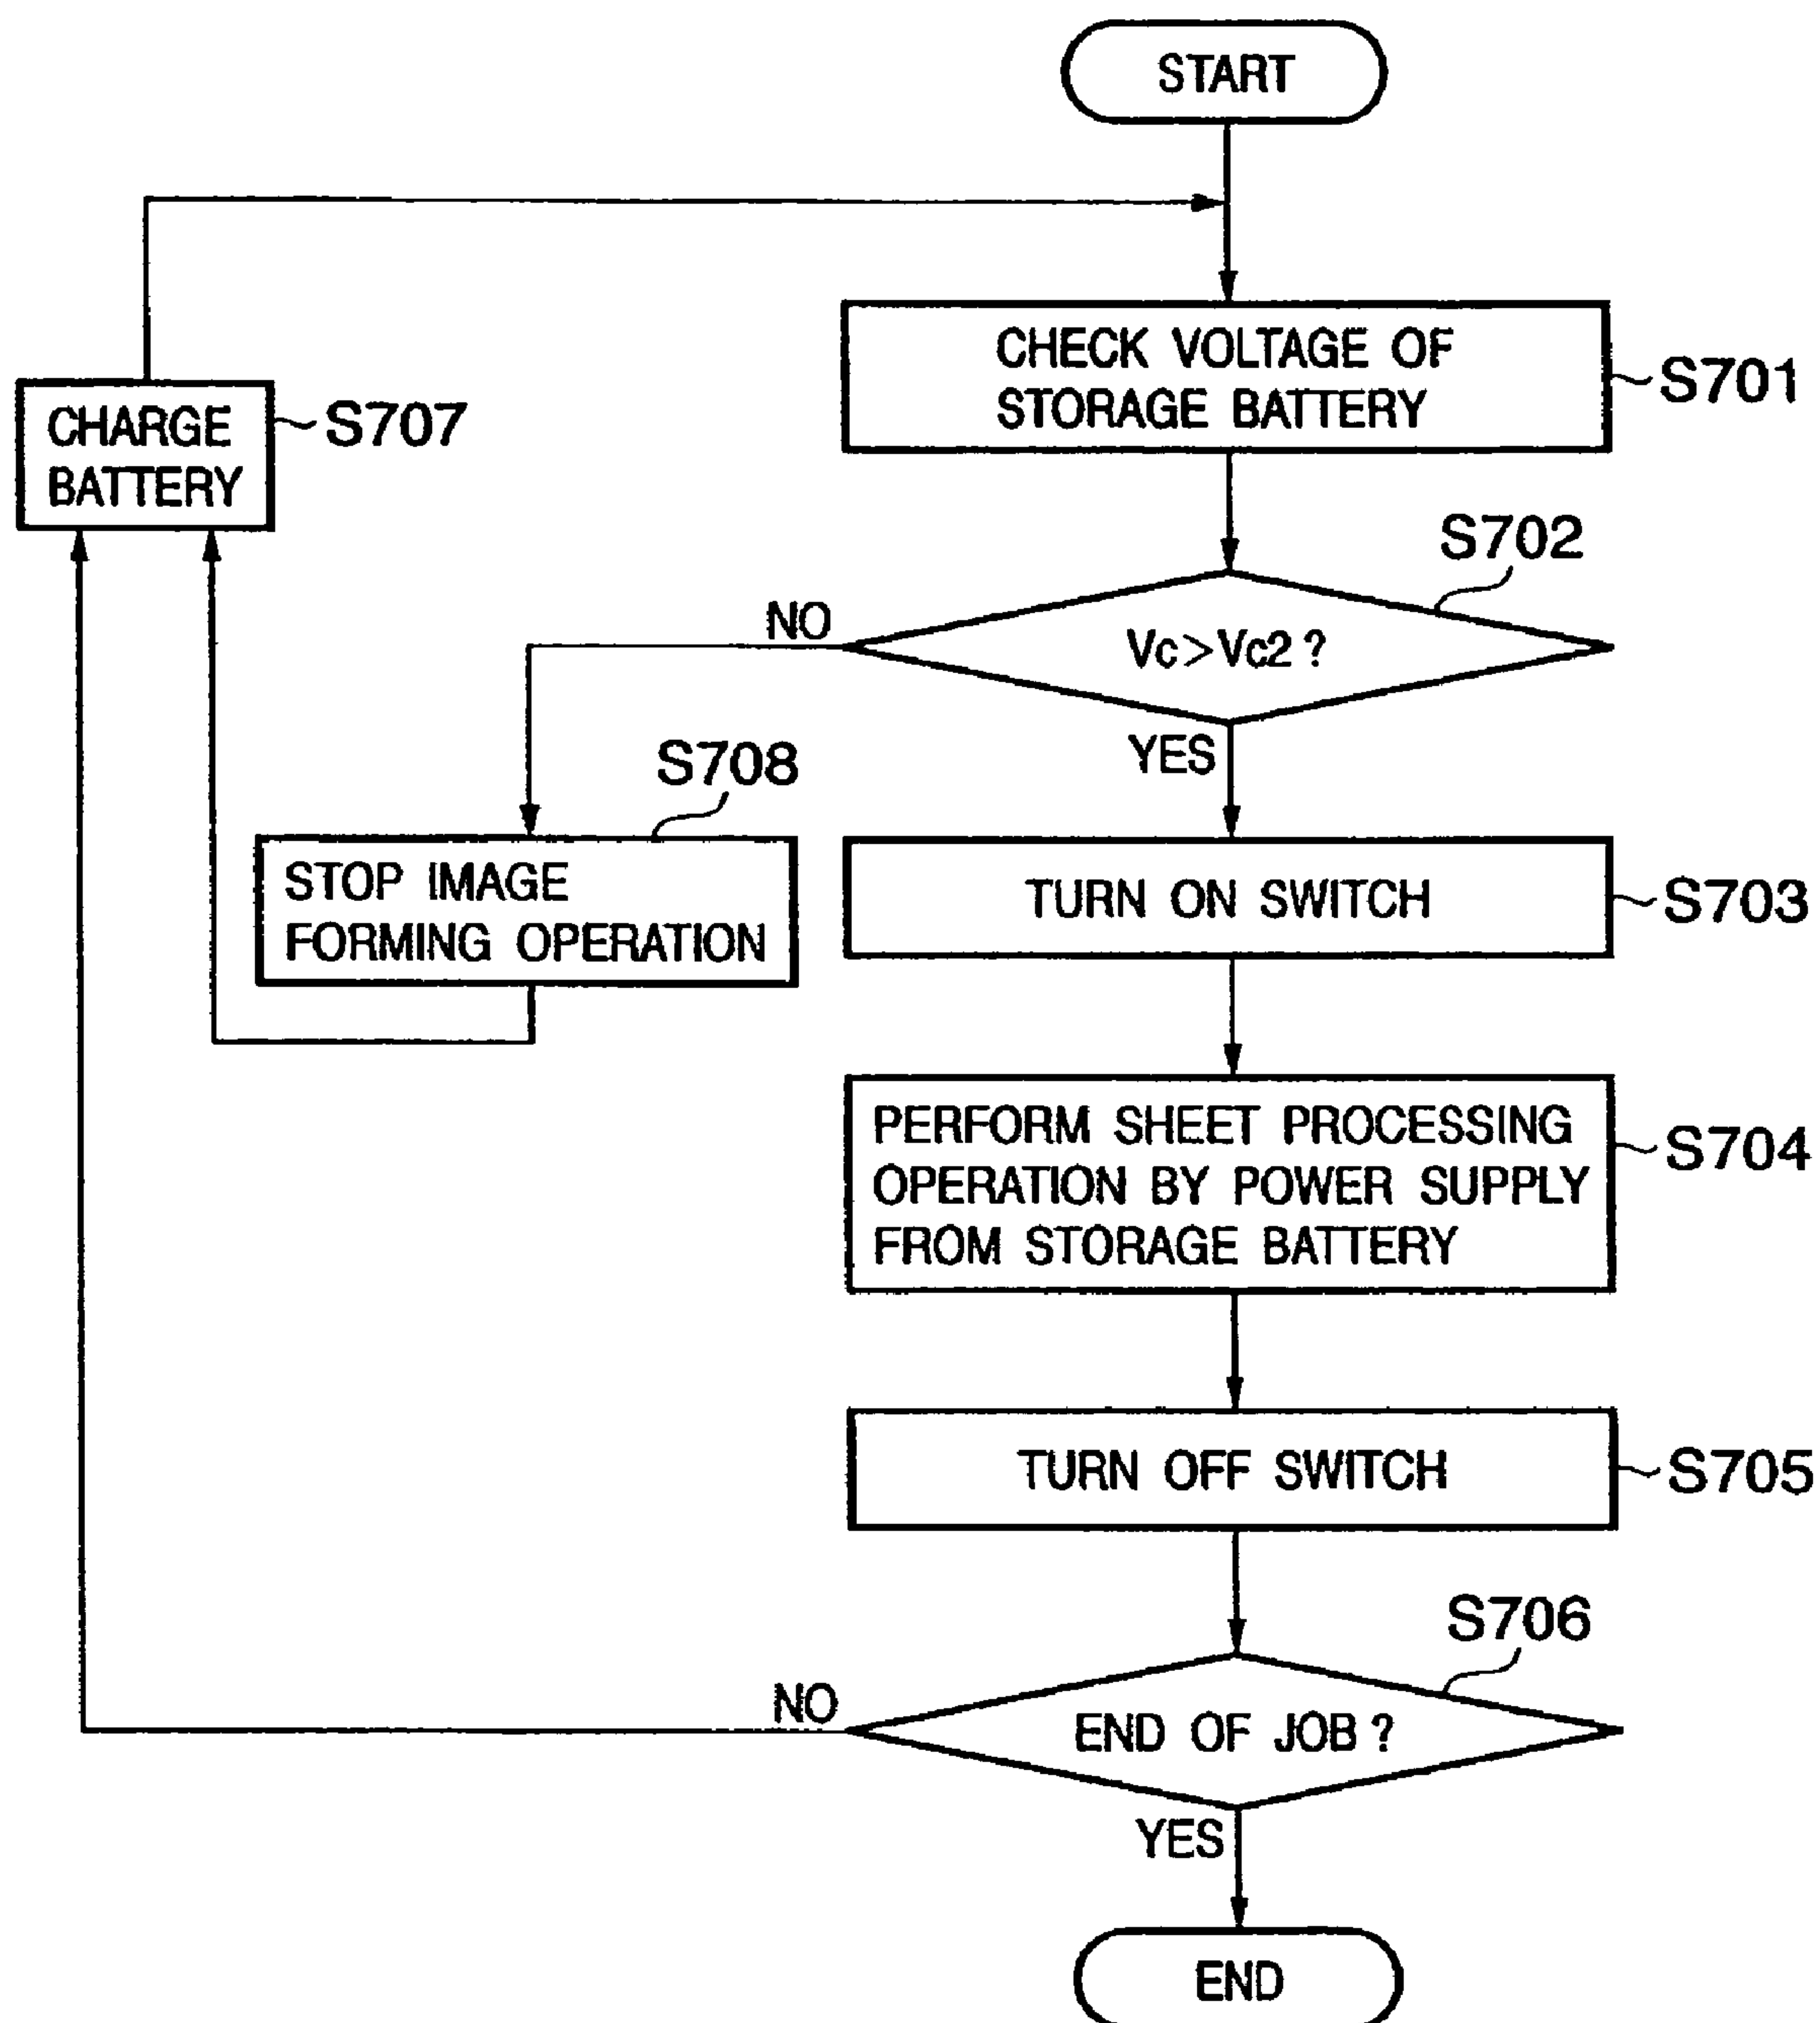 START
CHECK VOLTAGE OF
STORAGE BATTERY
S701
CHARGE
BATTERY
S707
S702
NO
Vc>Vc2?
YES
S708
STOP IMAGE
FORMING OPERATION
TURN ON SWITCH
S703
PERFORM SHEET PROCESSING
OPERATION BY POWER SUPPLY
FROM STORAGE BATTERY
S704
TURN OFF SWITCH
S705
S706
NO
END OF JOB?
YES
END